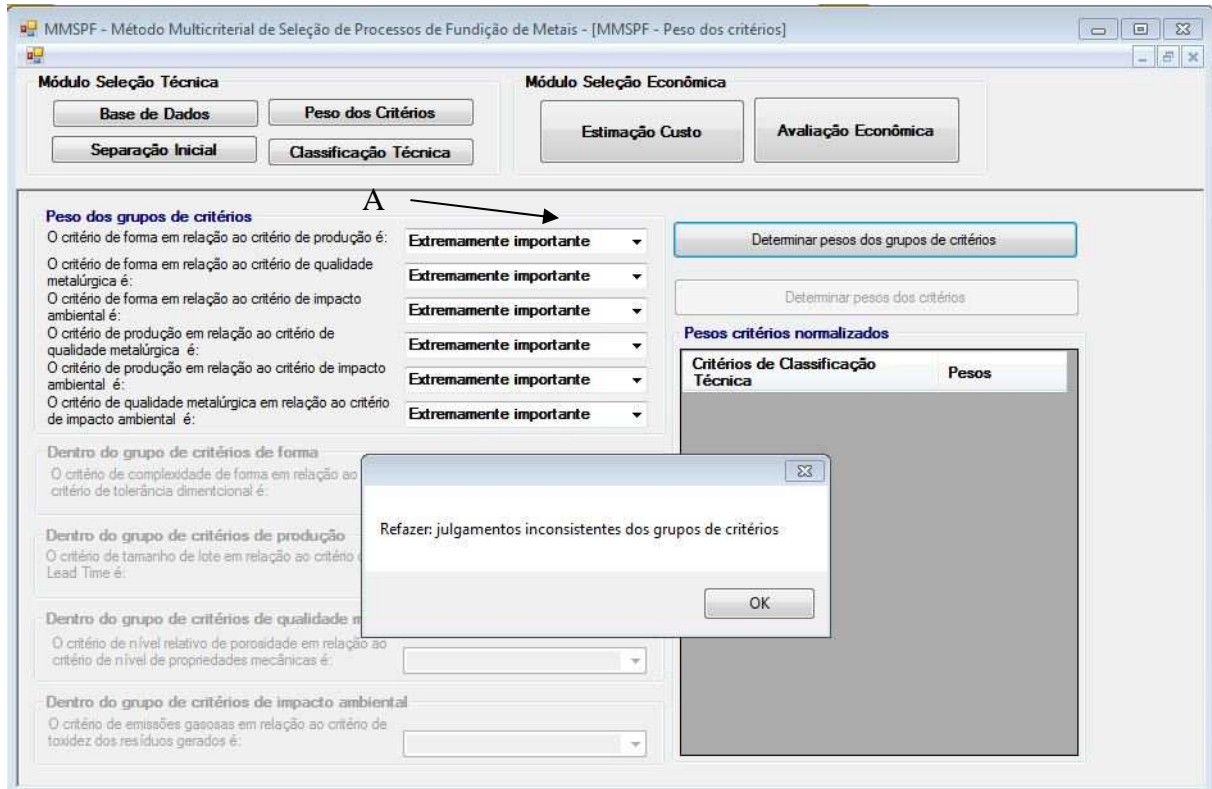 MMSPF - Método Multicriterial de Seleção de Processos de Fundição de Metais - [MMSPF - Peso dos critérios]
Módulo Seleção Técnica
Módulo Seleção Econômica
Base de Dados
Peso dos Critérios
Separação Inicial
Classificação Técnica
Estimação Custo
Avaliação Econômica
A
Peso dos grupos de critérios
O critério de forma em relação ao critério de produção é:
Extremamente importante
O critério de forma em relação ao critério de qualidade
metalúrgica é:
Extremamente importante
O critério de forma em relação ao critério de impacto
ambiental é:
Extremamente importante
O critério de produção em relação ao critério de
qualidade metalúrgica é:
Extremamente importante
O critério de produção em relação ao critério de impacto
ambiental é:
Extremamente importante
O critério de qualidade metalúrgica em relação ao critério
de impacto ambiental é:
Extremamente importante
Determinar pesos dos grupos de critérios
Determinar pesos dos critérios
Pesos critérios normalizados
Critérios de Classificação
Técnica
Pesos
Dentro do grupo de critérios de forma
O critério de complexidade de forma em relação ao
critério de tolerância dimentcional é:
Dentro do grupo de critérios de produção
O critério de tamanho de lote em relação ao critério
Lead Time é:
Refazer: julgamentos inconsistentes dos grupos de critérios
OK
Dentro do grupo de critérios de qualidade
O critério de nível relativo de porosidade em relação ao
critério de nível de propriedades mecânicas é:
Dentro do grupo de critérios de impacto ambiental
O critério de emissões gasosas em relação ao critério de
toxidez dos resíduos gerados é: